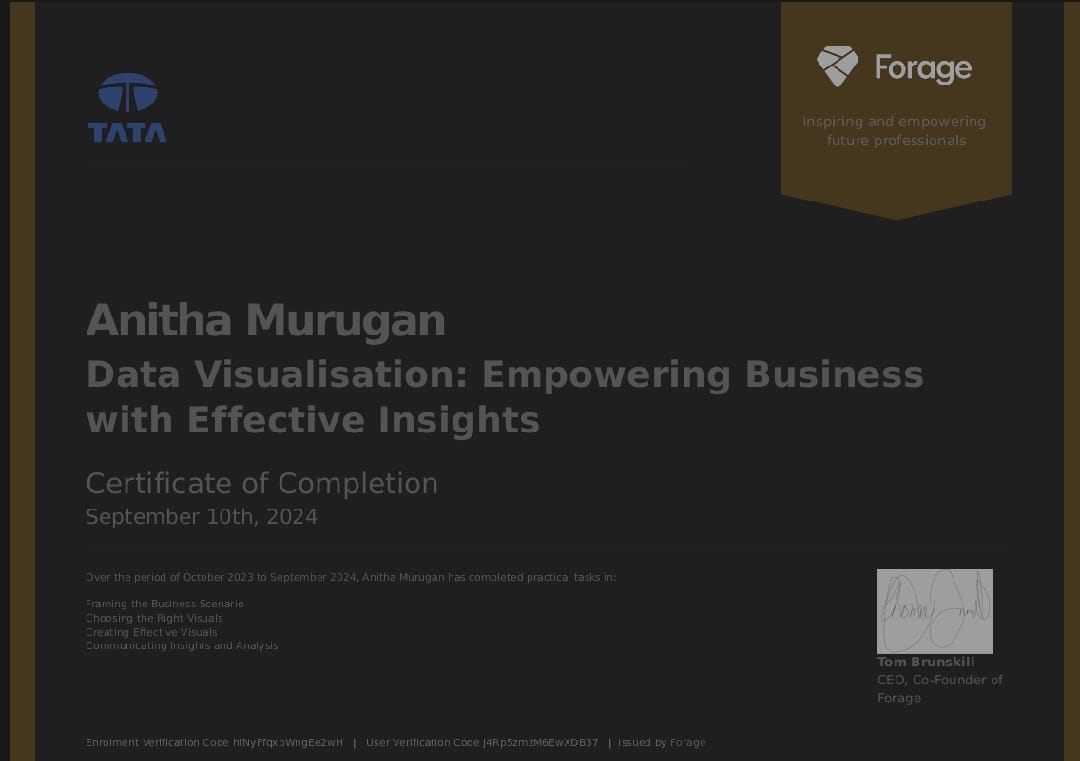 TATA
Forage
Inspiring and empowering
future professionals
Anitha Murugan
Data Visualisation: Empowering Business
with Effective Insights
Certificate of Completion
September 10th, 2024
Over the period of October 2023 to September 2024, Anitha Murugan has completed practical tasks in:
Framing the Business Scenario
Choosing the Right Visuals
Creating Effective Visuals
Communicating Insights and Analysis
Tom Brunskill
CEO, Co-Founder of
Forage
Enrolment Verification Code | User Verification Code J4Rp5zmzM6EwXDB37 | Issued by Forage